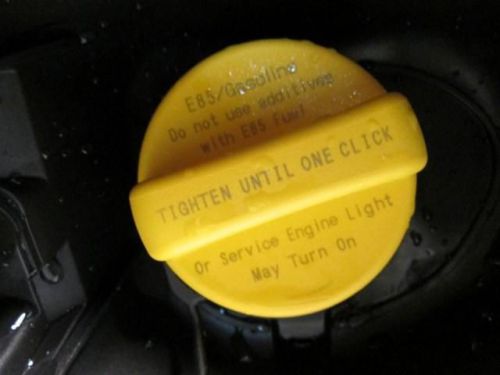 E85/Gasoline
Do not use additives
with E85 Fuel
TIGHTEN UNTIL ONE CLICK
Or Service Engine Light
May Turn On